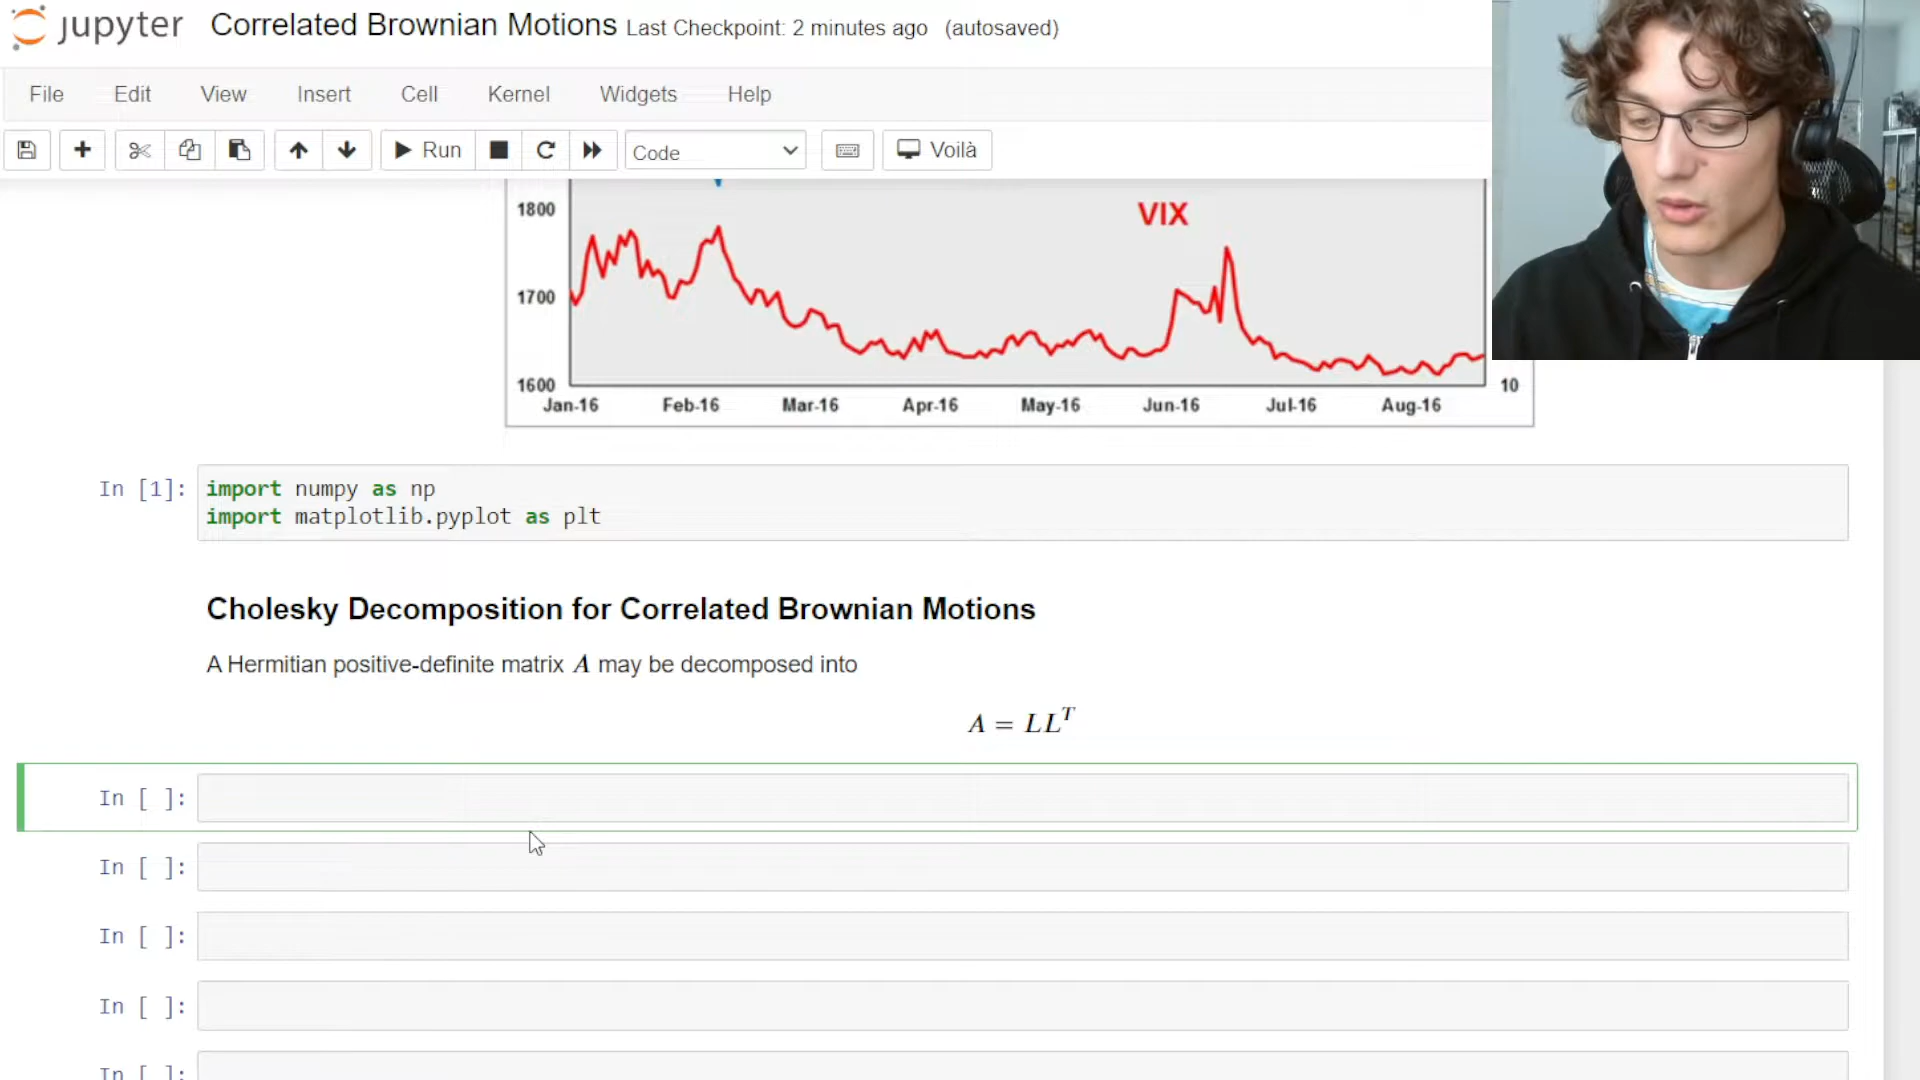 jupyter Correlated Brownian Motions Last Checkpoint: 2 minutes ago (autosaved)
File Edit View Insert Cell Kernel Widgets Help
Run Code Voilà
1800 VIX
1700
1600 10
Jan-16 Feb-16 Mar-16 Apr-16 May-16 Jun-16 Jul-16 Aug-16
In [1]: import numpy as np
import matplotlib.pyplot as plt
Cholesky Decomposition for Correlated Brownian Motions
A Hermitian positive-definite matrix A may be decomposed into
A = LLᵀ
In [ ]:
In [ ]:
In [ ]:
In [ ]:
In [ ]: